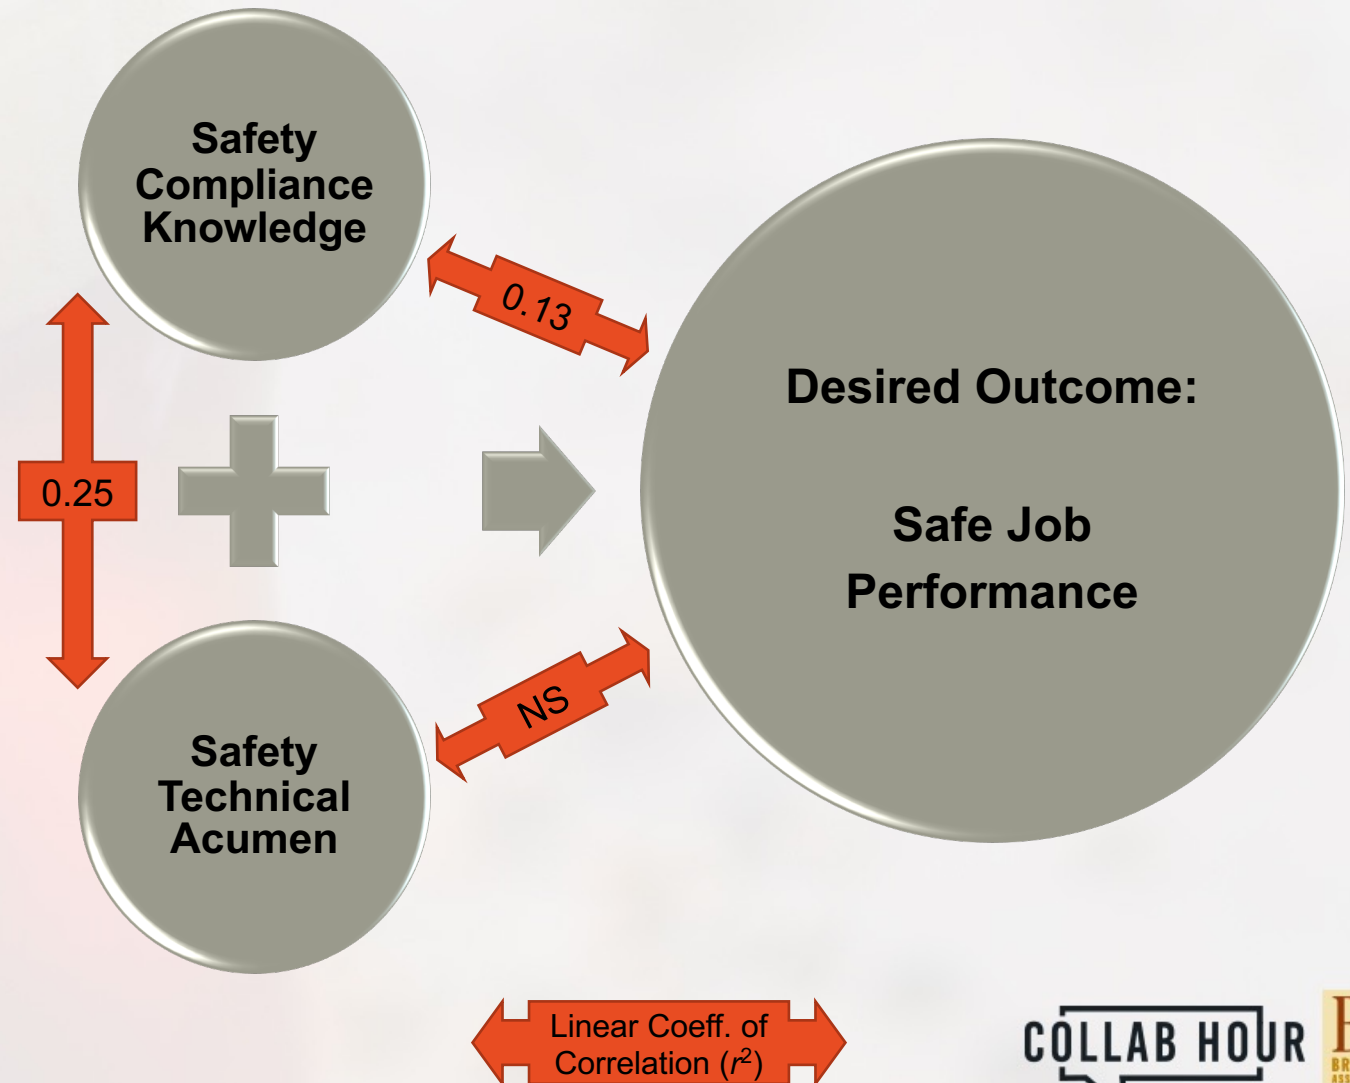 Safety
Compliance
Knowledge
0.13
Desired Outcome:
Safe Job
Performance
0.25
NS
Safety
Technical
Acumen
Linear Coeff. of
Correlation (r²)
COLLAB HOUR